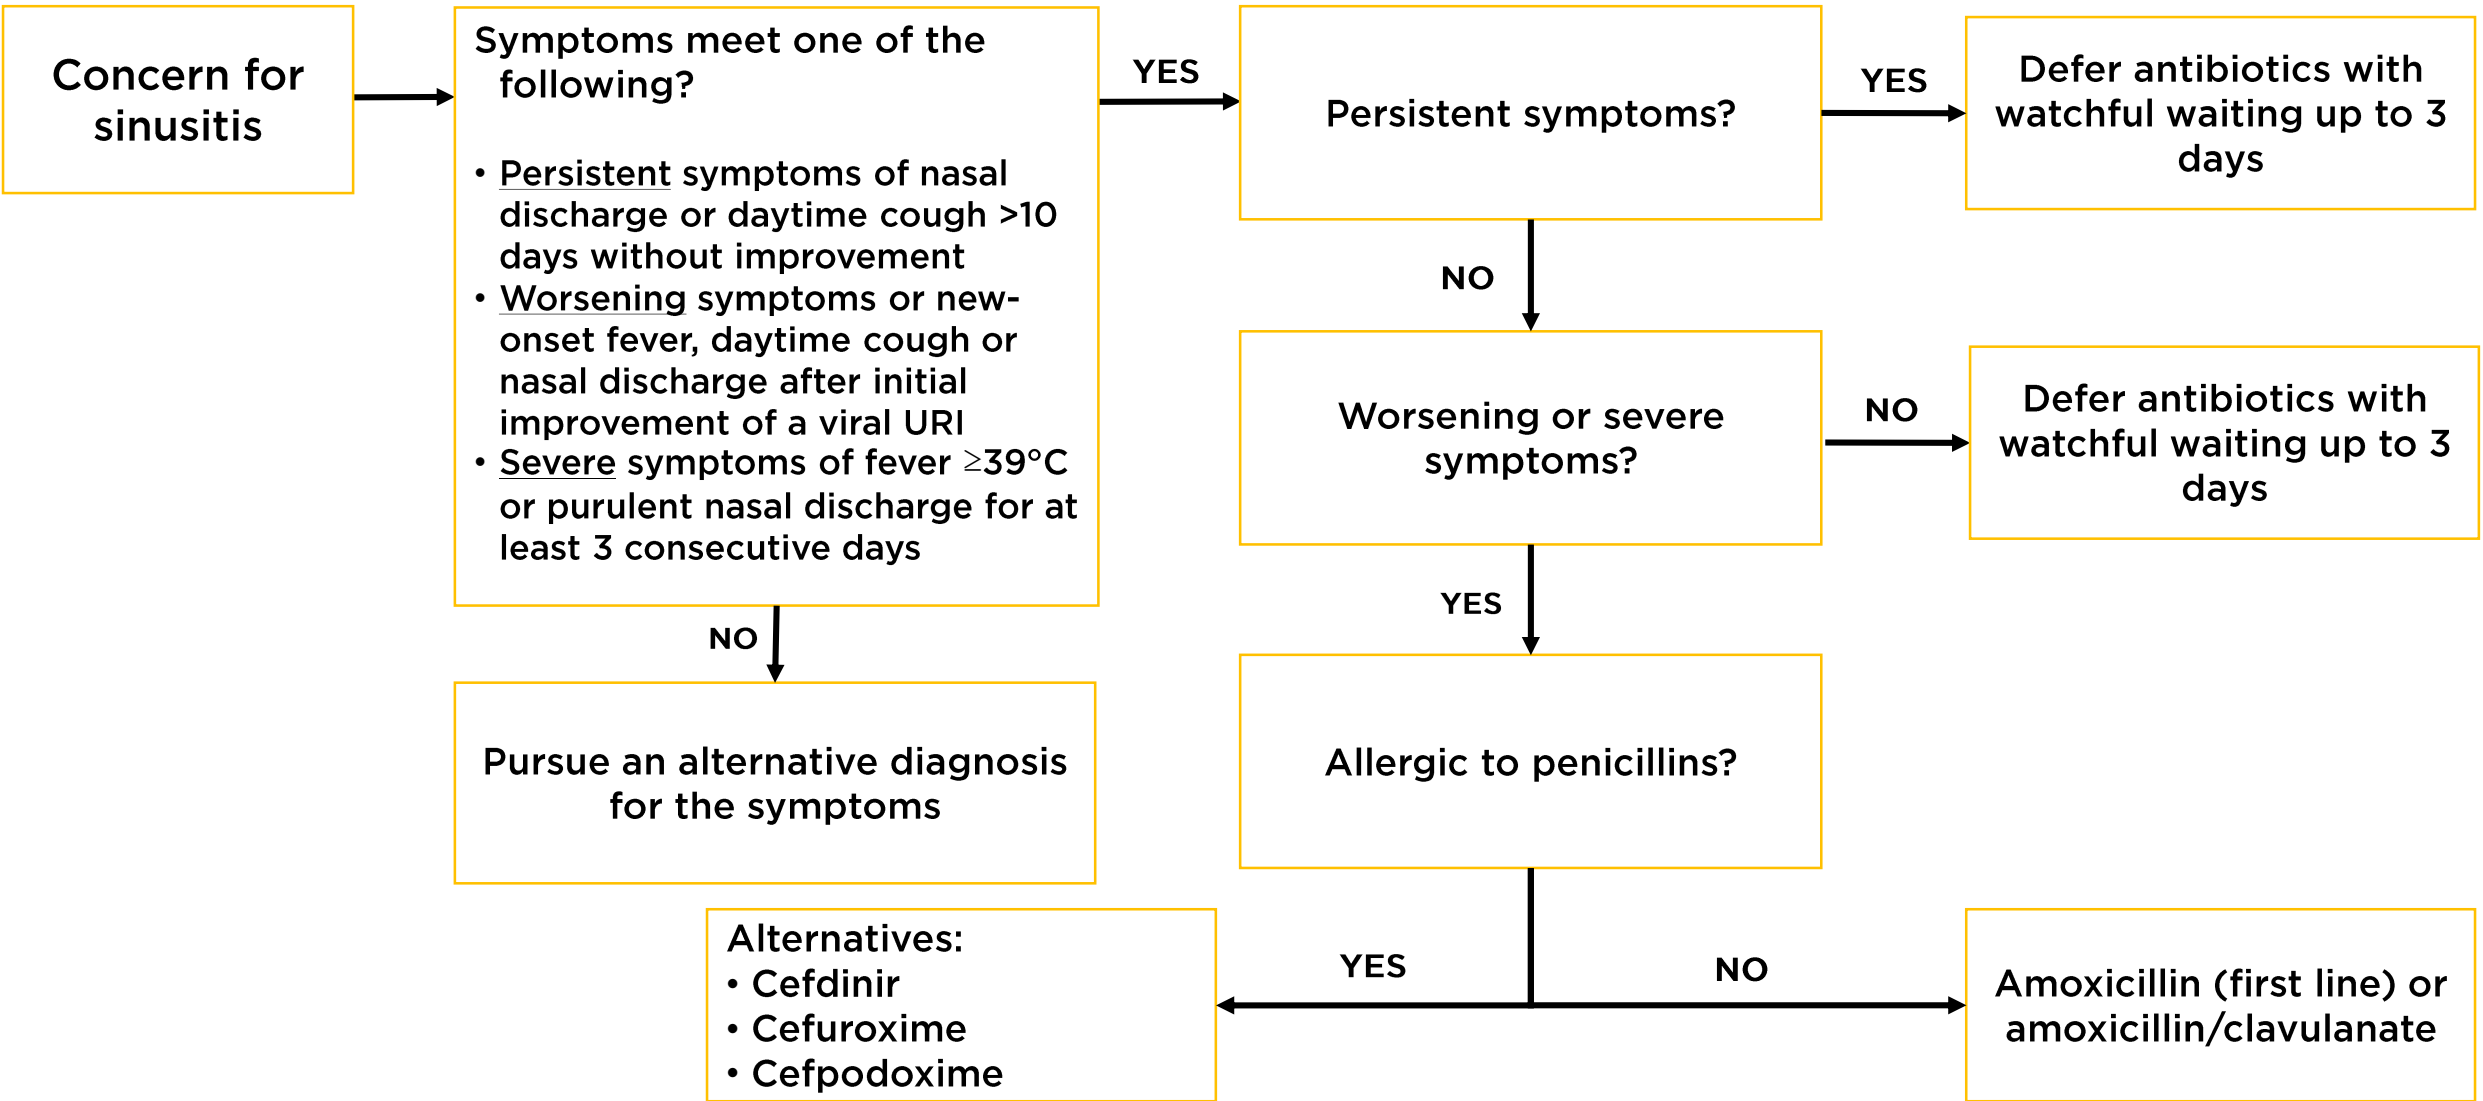 Concern for
sinusitis
Symptoms meet one of the
following?
• Persistent symptoms of nasal
discharge or daytime cough >10
days without improvement
• Worsening symptoms or new-
onset fever, daytime cough or
nasal discharge after initial
improvement of a viral URI
• Severe symptoms of fever ≥39°C
or purulent nasal discharge for at
least 3 consecutive days
YES
Persistent symptoms?
YES
Defer antibiotics with
watchful waiting up to 3
days
NO
Worsening or severe
symptoms?
NO
Defer antibiotics with
watchful waiting up to 3
days
NO
Pursue an alternative diagnosis
for the symptoms
YES
Allergic to penicillins?
YES
Alternatives:
• Cefdinir
• Cefuroxime
• Cefpodoxime
NO
Amoxicillin (first line) or
amoxicillin/clavulanate